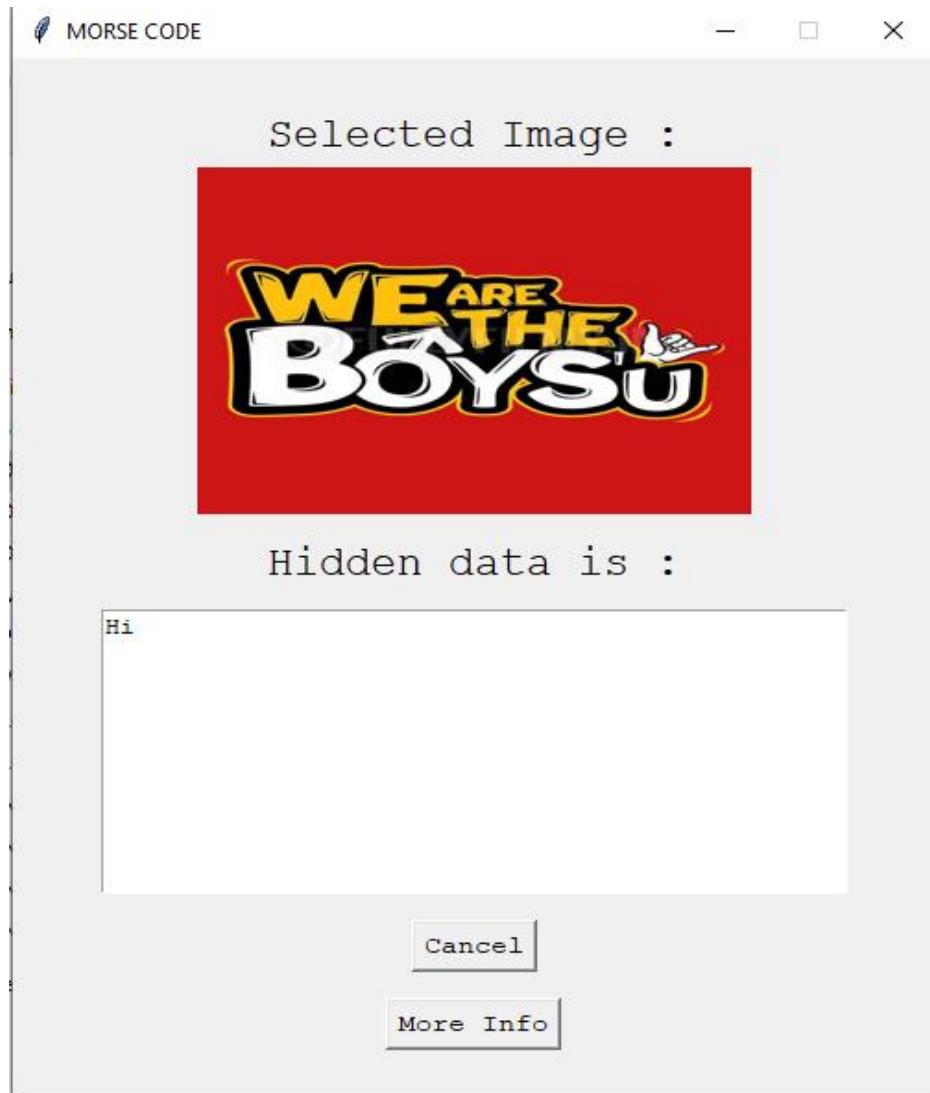 MORSE CODE
Selected Image :
WE ARE
THE
BOYS'U
Hidden data is :
Hi
Cancel
More Info